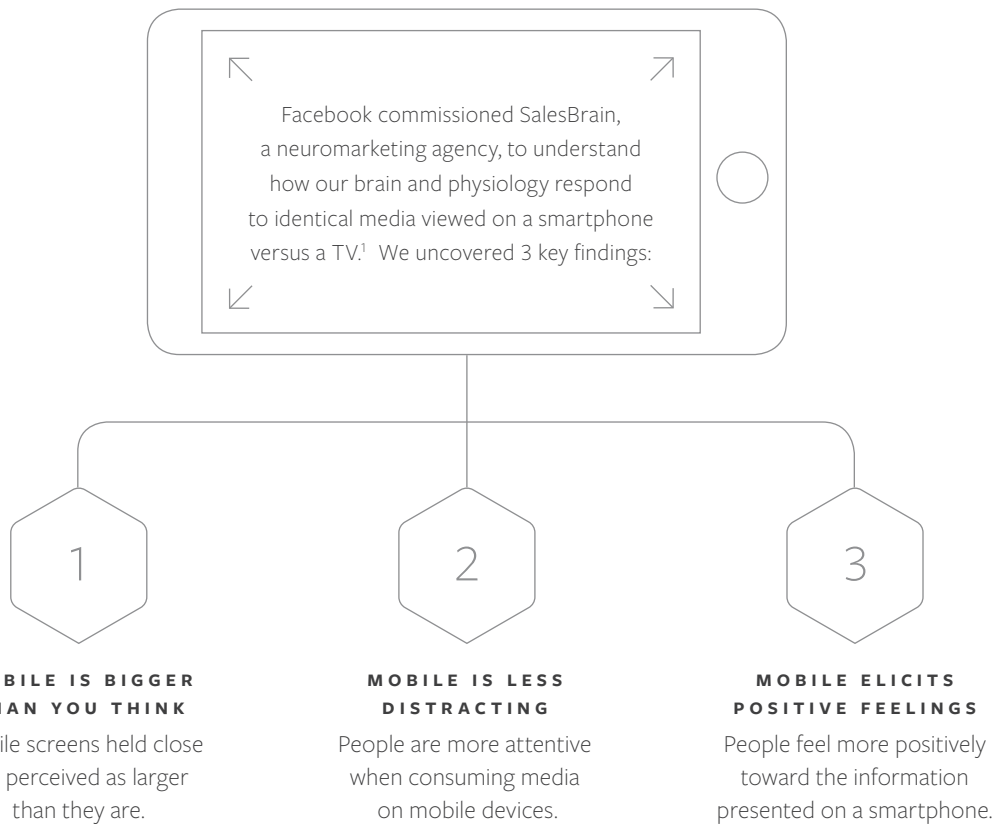 Facebook commissioned SalesBrain,
a neuromarketing agency, to understand
how our brain and physiology respond
to identical media viewed on a smartphone
versus a TV.¹ We uncovered 3 key findings:
1
2
3
BILE IS BIGGER
AN YOU THINK
ile screens held close
perceived as larger
than they are.
MOBILE IS LESS
DISTRACTING
People are more attentive
when consuming media
on mobile devices.
MOBILE ELICITS
POSITIVE FEELINGS
People feel more positively
toward the information
presented on a smartphone.